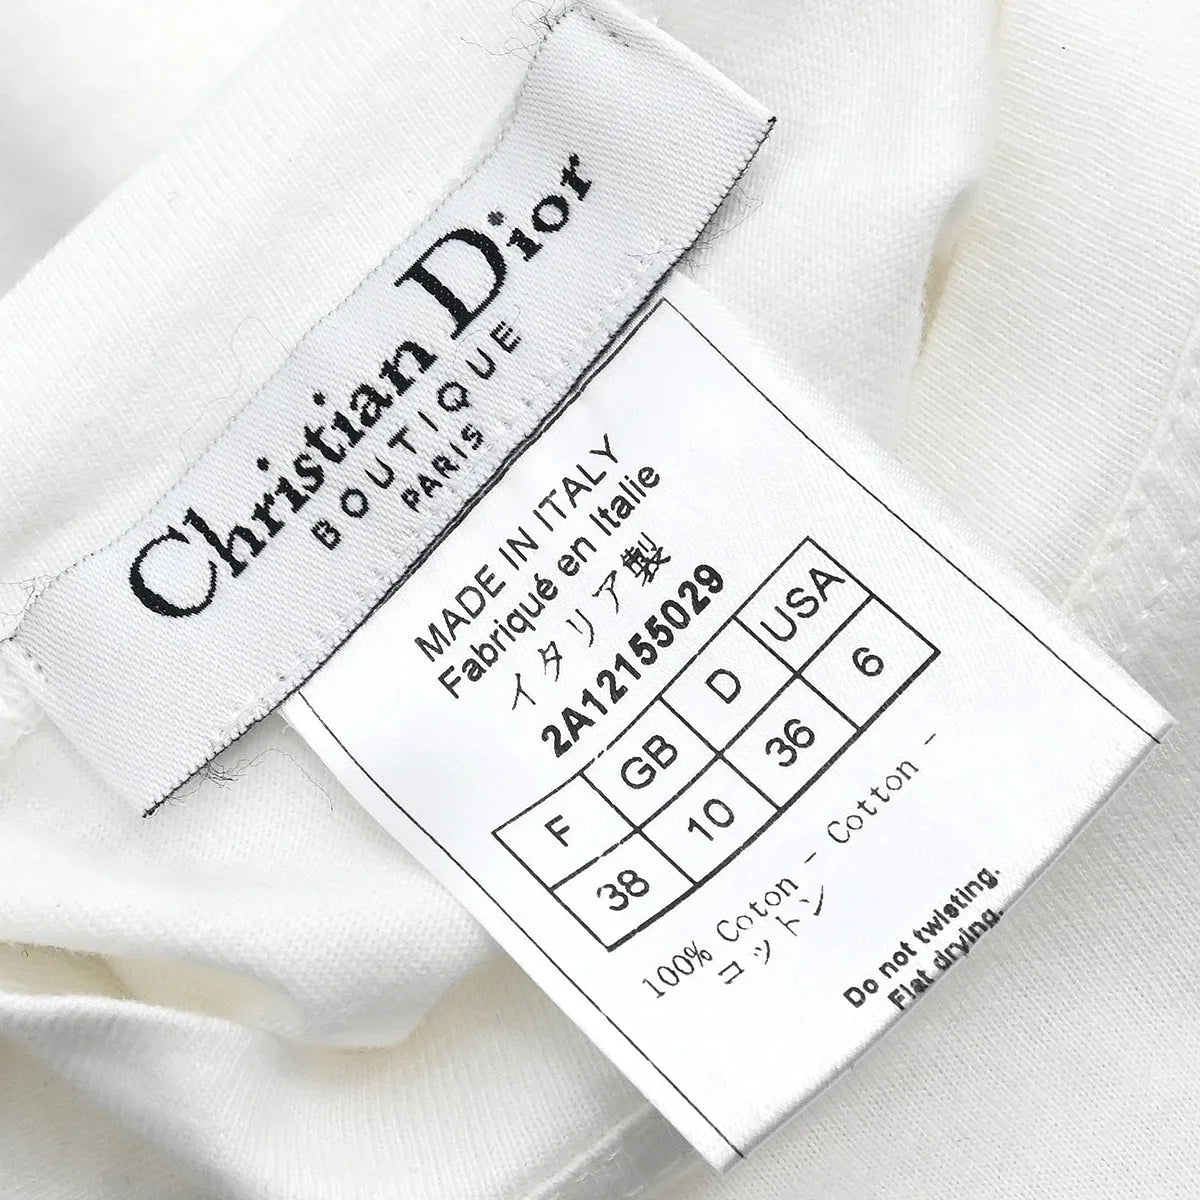 Christian Dior
BOUTIQUE
PARIS
MADE IN ITALY
Fabriqué en Italie
イタリア製
2A12155029
F GB D USA
38 10 36 6
100% Coton - Cotton -
コットン
Do not twisting.
Flat drying.